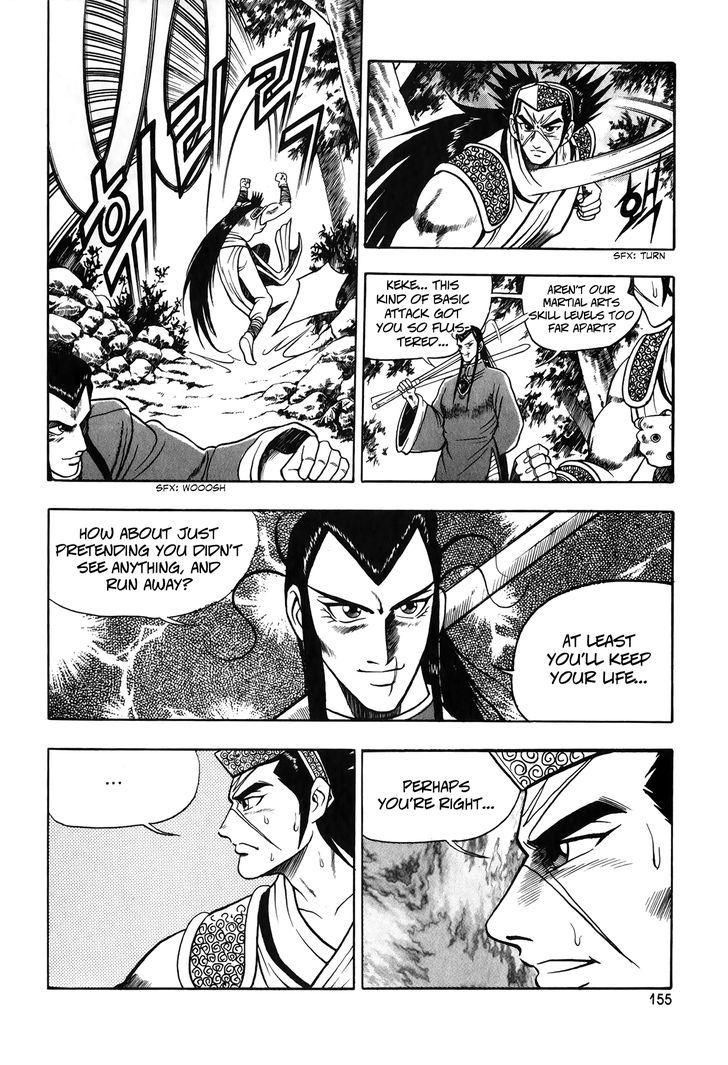 휘리릭
SFX: WOOOSH
핵
SFX: TURN
KEKE... THIS
KIND OF BASIC
ATTACK GOT
YOU SO FLUS-
TERED...
AREN'T OUR
MARTIAL ARTS
SKILL LEVELS TOO
FAR APART?
HOW ABOUT JUST
PRETENDING YOU DIDN'T
SEE ANYTHING, AND
RUN AWAY?
AT LEAST
YOU'LL KEEP
YOUR LIFE...
...
PERHAPS
YOU'RE RIGHT...
155